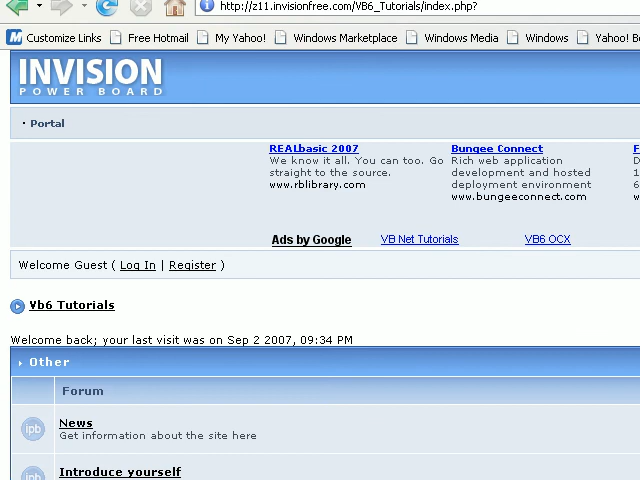 http://z11.invisionfree.com/VB6_Tutorials/index.php?
Customize Links Free Hotmail My Yahoo! Windows Marketplace Windows Media Windows Yahoo! B
INVISION
POWER BOARD
· Portal
REALbasic 2007
We know it all. You can too. Go
straight to the source.
www.rblibrary.com
Bungee Connect
Rich web application
development and hosted
deployment environment
www.bungeeconnect.com
Ads by Google VB Net Tutorials VB6 OCX
Welcome Guest ( Log In | Register )
Vb6 Tutorials
Welcome back; your last visit was on Sep 2 2007, 09:34 PM
Other
Forum
ipb
News
Get information about the site here
ipb
Introduce yourself